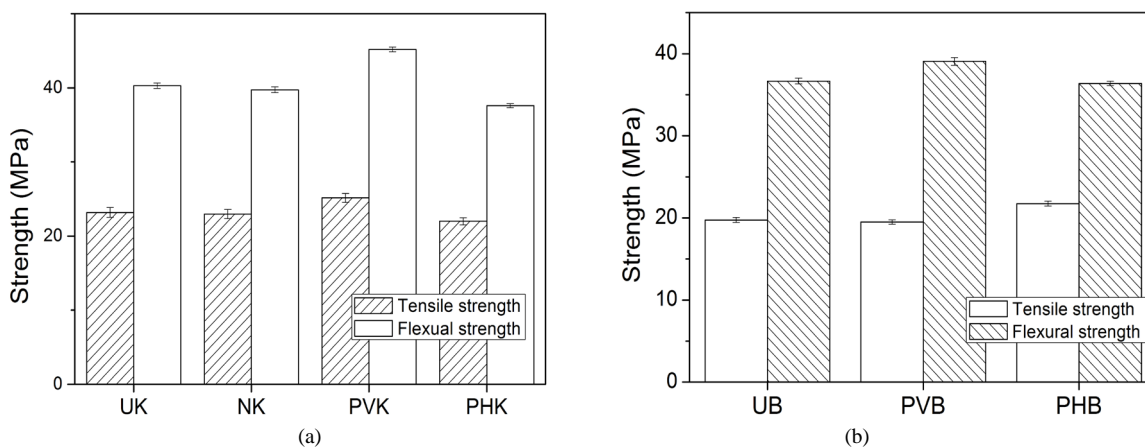 Strength (MPa)
40
20
0
Tensile strength
Flexual strength
UK NK PVK PHK
(a)
Strength (MPa)
40
30
20
10
0
Tensile strength
Flexural strength
UB PVB PHB
(b)